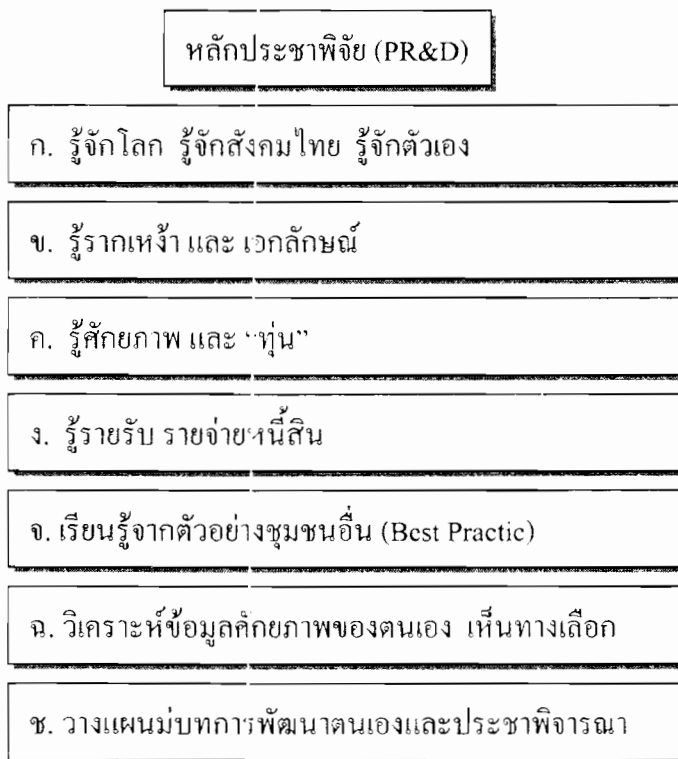 หลักประชาพิจัย (PR&D)
ก. รู้จักโลก รู้จักสังคมไทย รู้จักตัวเอง
ข. รู้รากเหง้า และ เอกลักษณ์
ค. รู้ศักยภาพ และ “ทุ่น”
ง. รู้รายรับ รายจ่ายหนี้สิน
จ. เรียนรู้จากตัวอย่างชุมชนอื่น (Best Practic)
ฉ. วิเคราะห์ข้อมูลศักยภาพของตนเอง เห็นทางเลือก
ช. วางแผนม่บทการพัฒนาตนเองและประชาพิจารณา